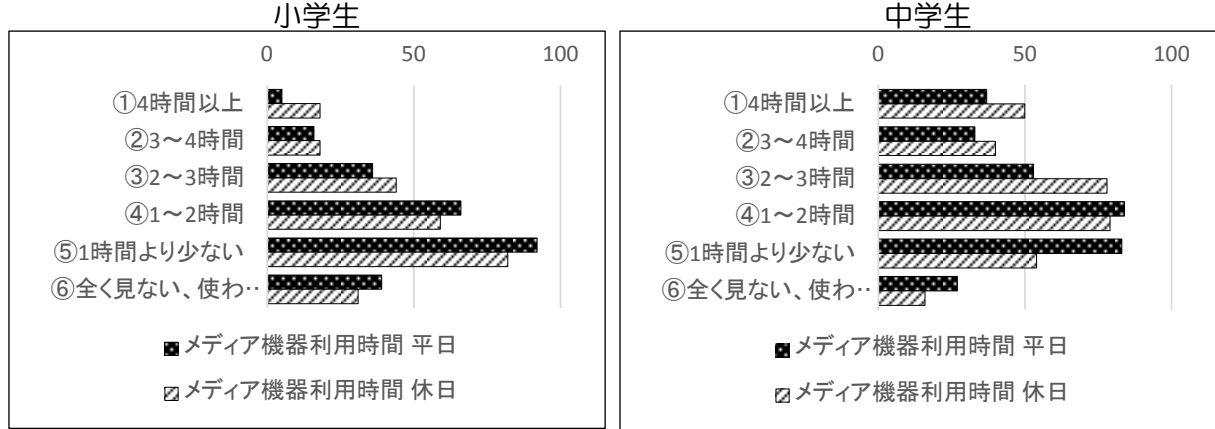 小学生
0 50 100
①4時間以上
②3～4時間
③2～3時間
④1～2時間
⑤1時間より少ない
⑥全く見ない、使わ‥
メディア機器利用時間 平日
メディア機器利用時間 休日
中学生
0 50 100
①4時間以上
②3～4時間
③2～3時間
④1～2時間
⑤1時間より少ない
⑥全く見ない、使わ‥
メディア機器利用時間 平日
メディア機器利用時間 休日